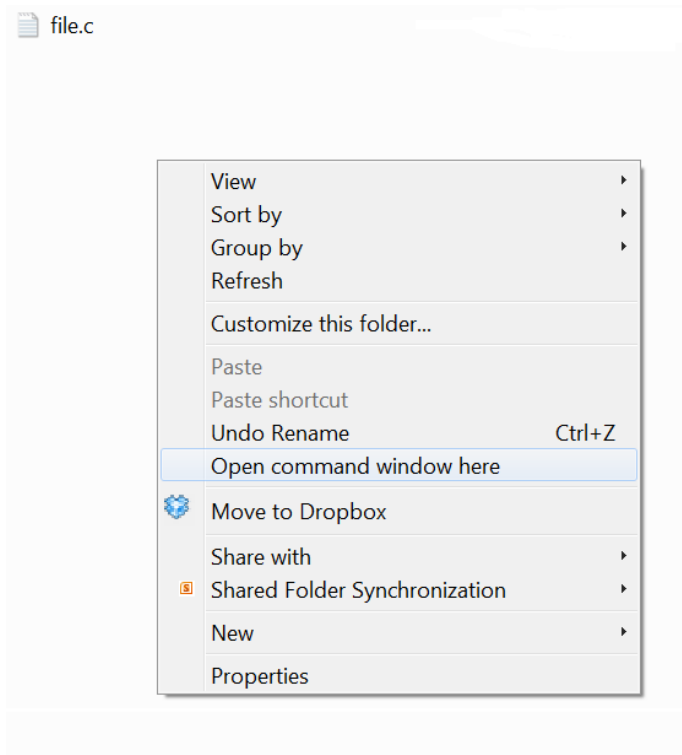 file.c
View
Sort by
Group by
Refresh
Customize this folder...
Paste
Paste shortcut
Undo Rename Ctrl+Z
Open command window here
Move to Dropbox
Share with
S Shared Folder Synchronization
New
Properties